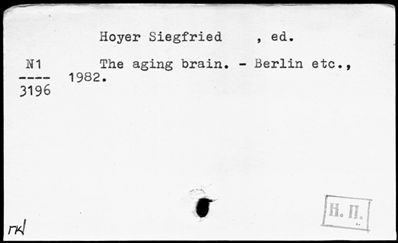 Hoyer Siegfried , ed.
N1 The aging brain. - Berlin etc.,
---- 1982.
3196
Н. П.